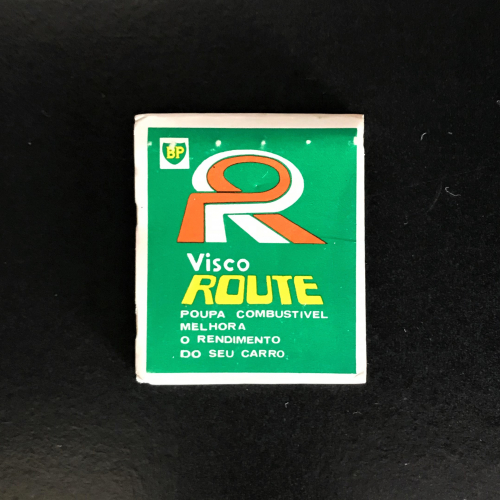 BP
Visco
ROUTE
POUPA COMBUSTIVEL
MELHORA
O RENDIMENTO
DO SEU CARRO